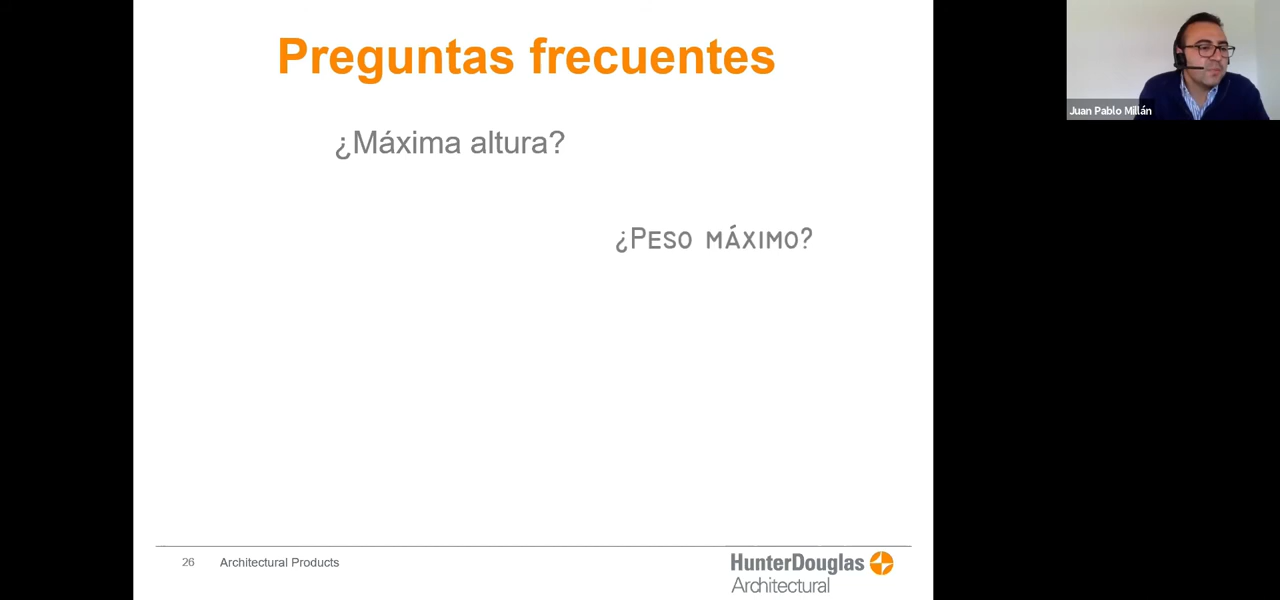 Preguntas frecuentes
Juan Pablo Millán
¿Máxima altura?
¿PESO MÁXIMO?
26 Architectural Products
HunterDouglas
Architectural